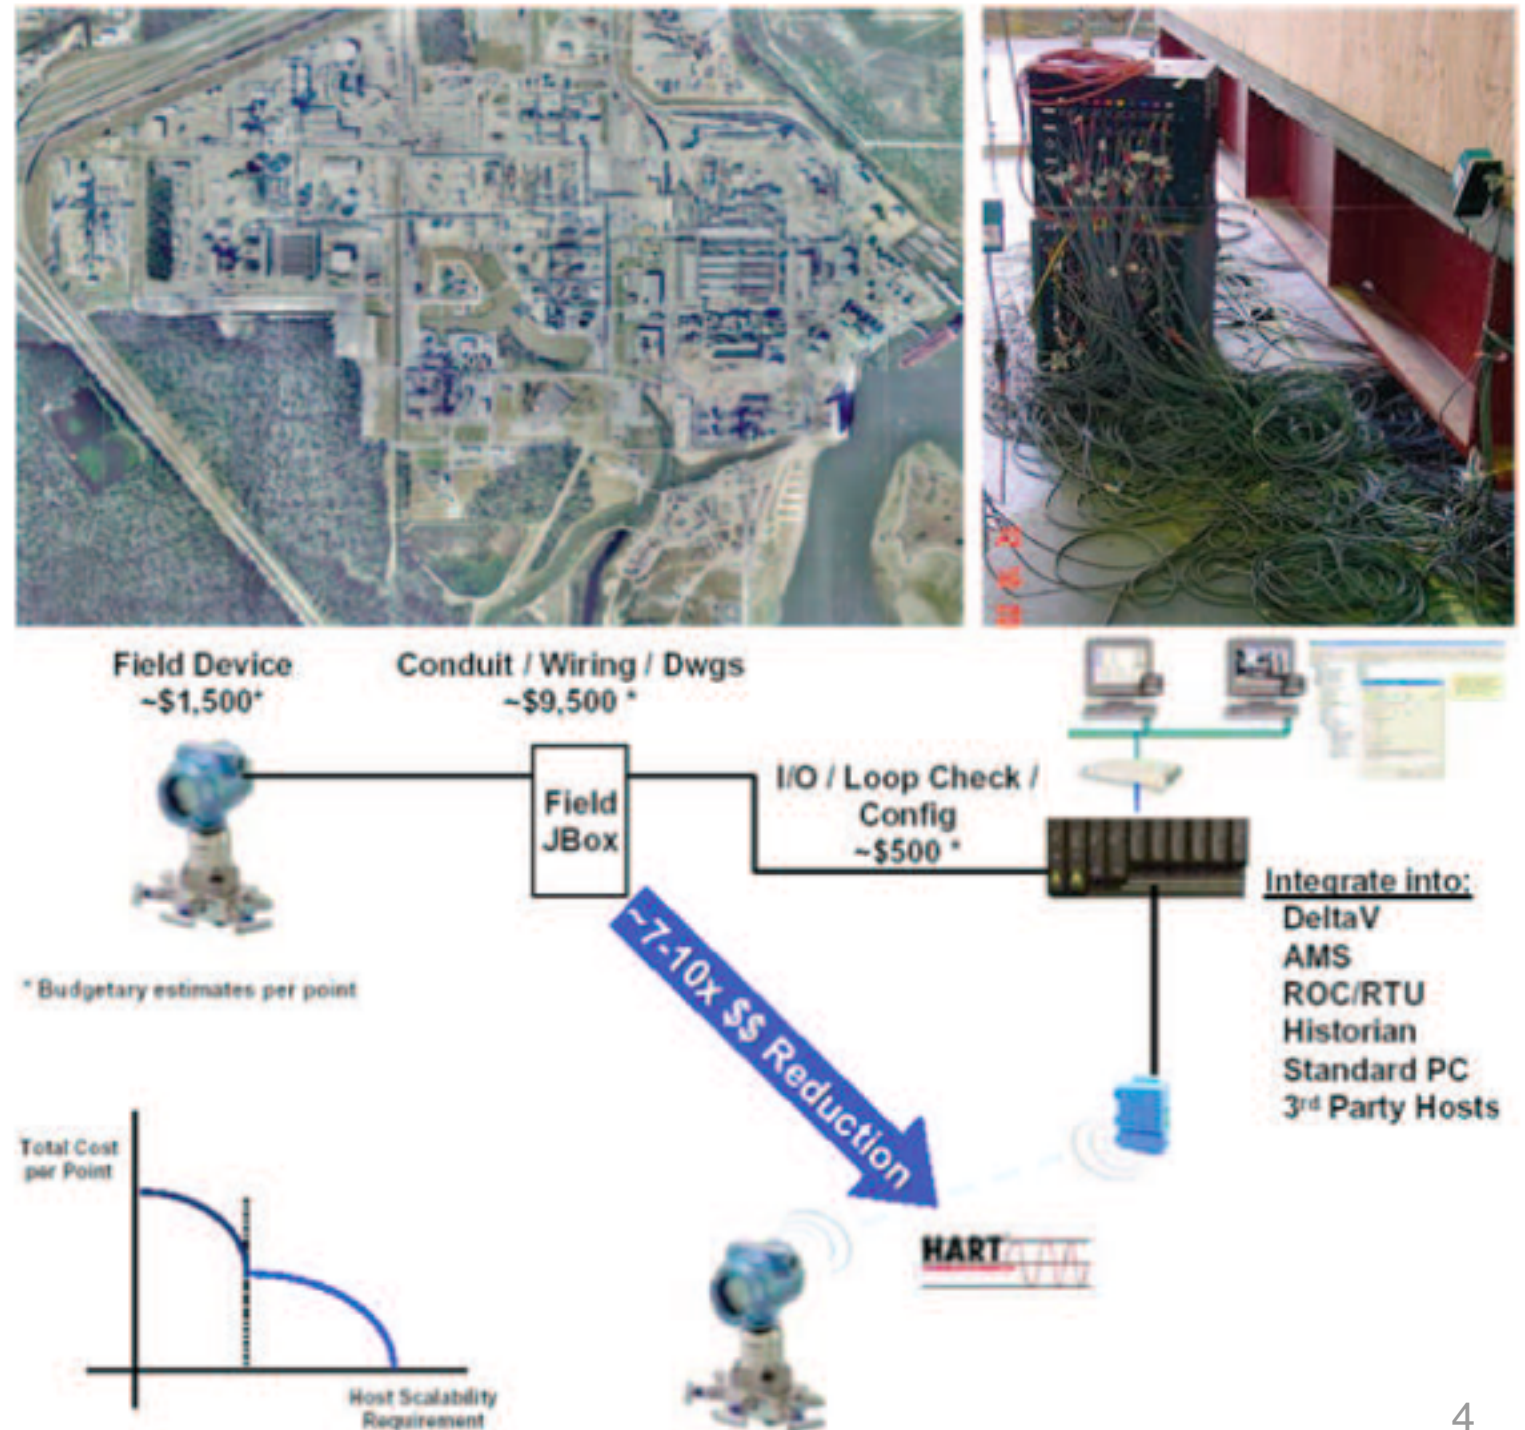 Field Device
~$1,500*
Conduit / Wiring / Dwgs
~$9,500 *
Field
JBox
I/O / Loop Check /
Config
~$500 *
Integrate into:
DeltaV
AMS
ROC/RTU
Historian
Standard PC
3rd Party Hosts
* Budgetary estimates per point
~7-10x $$ Reduction
Total Cost
per Point
Host Scalability
Requirement
HART
4